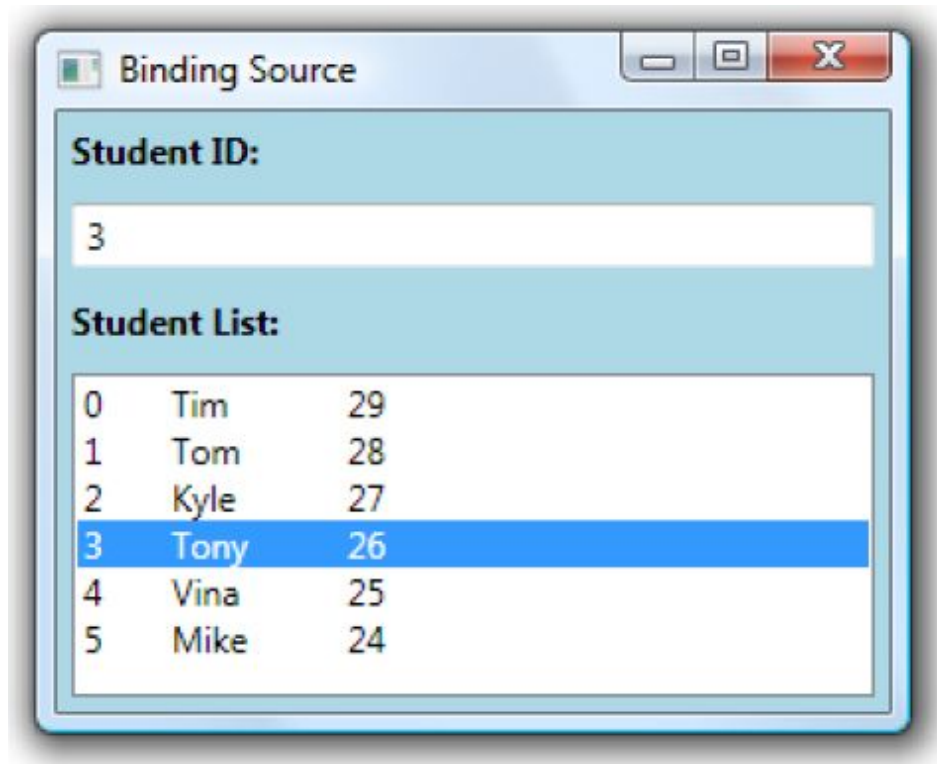 Binding Source
Student ID:
3
Student List:
0 Tim 29
1 Tom 28
2 Kyle 27
3 Tony 26
4 Vina 25
5 Mike 24